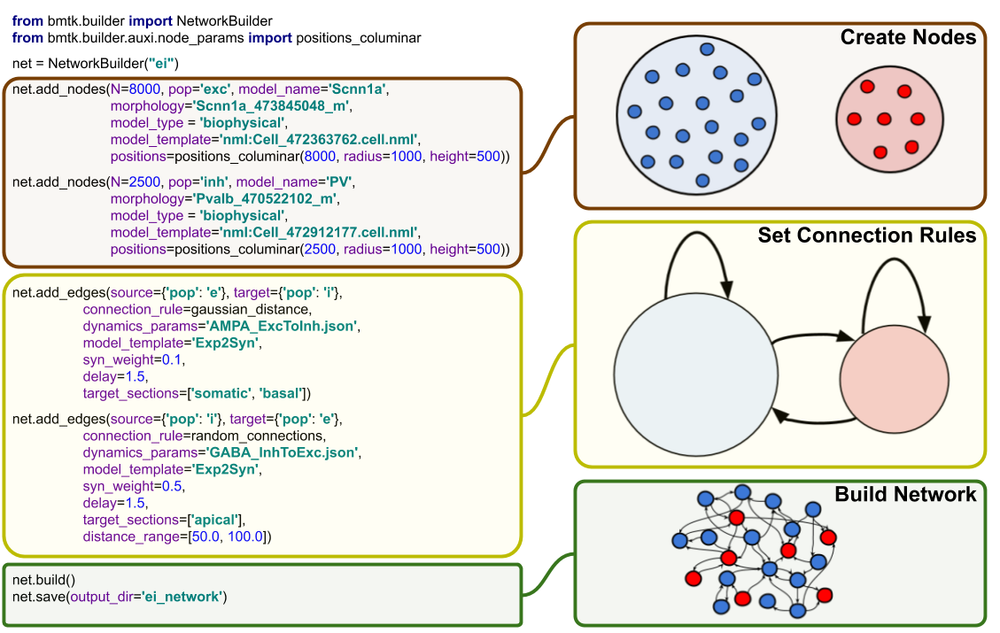 from bmtk.builder import NetworkBuilder
from bmtk.builder.auxi.node_params import positions_columinar
net = NetworkBuilder("ei")
net.add_nodes(N=8000, pop='exc', model_name='Scnn1a',
morphology='Scnn1a_473845048_m',
model_type = 'biophysical',
model_template='nml:Cell_472363762.cell.nml',
positions=positions_columinar(8000, radius=1000, height=500))
net.add_nodes(N=2500, pop='inh', model_name='PV',
morphology='Pvalb_470522102_m',
model_type = 'biophysical',
model_template='nml:Cell_472912177.cell.nml',
positions=positions_columinar(2500, radius=1000, height=500))
net.add_edges(source={'pop': 'e'}, target={'pop': 'i'},
connection_rule=gaussian_distance,
dynamics_params='AMPA_ExcToInh.json',
model_template='Exp2Syn',
syn_weight=0.1,
delay=1.5,
target_sections=['somatic', 'basal'])
net.add_edges(source={'pop': 'i'}, target={'pop': 'e'},
connection_rule=random_connections,
dynamics_params='GABA_InhToExc.json',
model_template='Exp2Syn',
syn_weight=0.5,
delay=1.5,
target_sections=['apical'],
distance_range=[50.0, 100.0])
net.build()
net.save(output_dir='ei_network')
Create Nodes
Set Connection Rules
Build Network